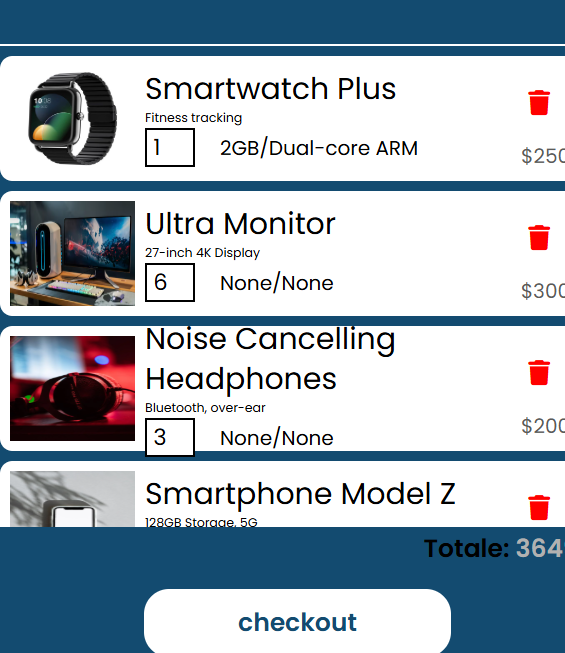 Smartwatch Plus
Fitness tracking
1 2GB/Dual-core ARM
$250
Ultra Monitor
27-inch 4K Display
6 None/None
$300
Noise Cancelling
Headphones
Bluetooth, over-ear
3 None/None
$200
Smartphone Model Z
128GB Storage, 5G
Totale: 364
checkout